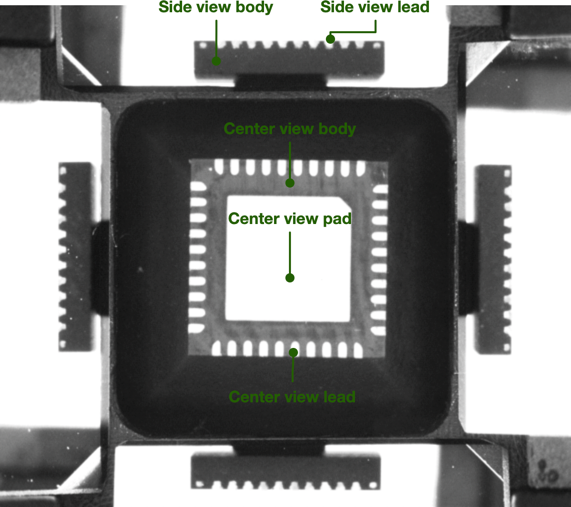 Side view body
Side view lead
Center view body
Center view pad
Center view lead